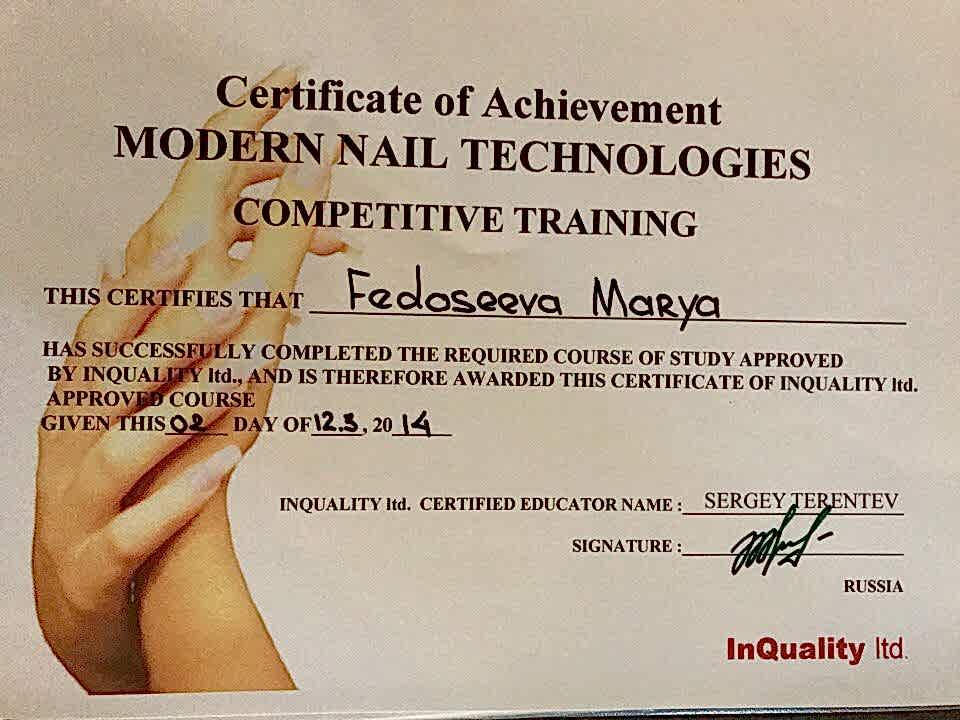 Certificate of Achievement
MODERN NAIL TECHNOLOGIES
COMPETITIVE TRAINING
THIS CERTIFIES THAT Fedoseeva Marya
HAS SUCCESSFULLY COMPLETED THE REQUIRED COURSE OF STUDY APPROVED
BY INQUALITY ltd., AND IS THEREFORE AWARDED THIS CERTIFICATE OF INQUALITY ltd.
APPROVED COURSE
GIVEN THIS 02 DAY OF 12.3, 20 14
INQUALITY ltd. CERTIFIED EDUCATOR NAME : SERGEY TERENTEV
SIGNATURE :
RUSSIA
InQuality ltd.